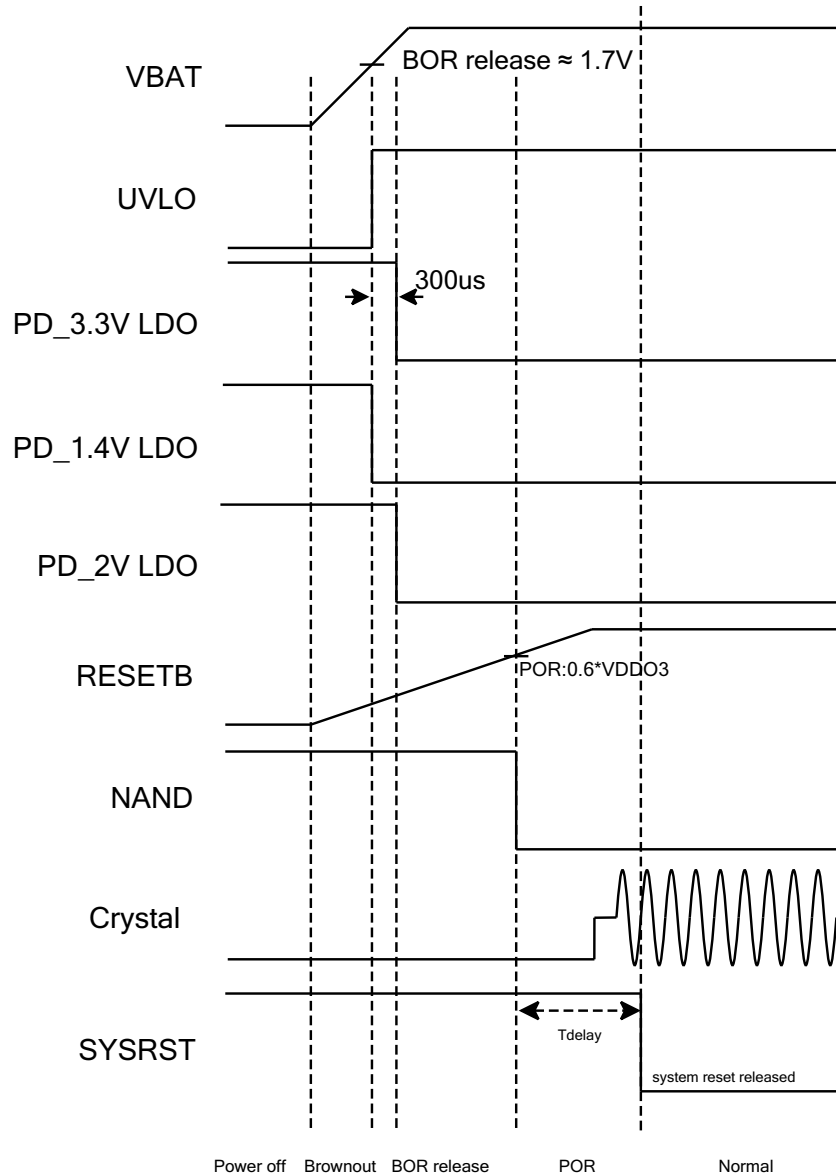 VBAT
BOR release ≈ 1.7V
UVLO
300us
PD_3.3V LDO
PD_1.4V LDO
PD_2V LDO
RESETB
POR:0.6*VDDO3
NAND
Crystal
SYSRST
Tdelay
system reset released
Power off Brownout BOR release POR Normal